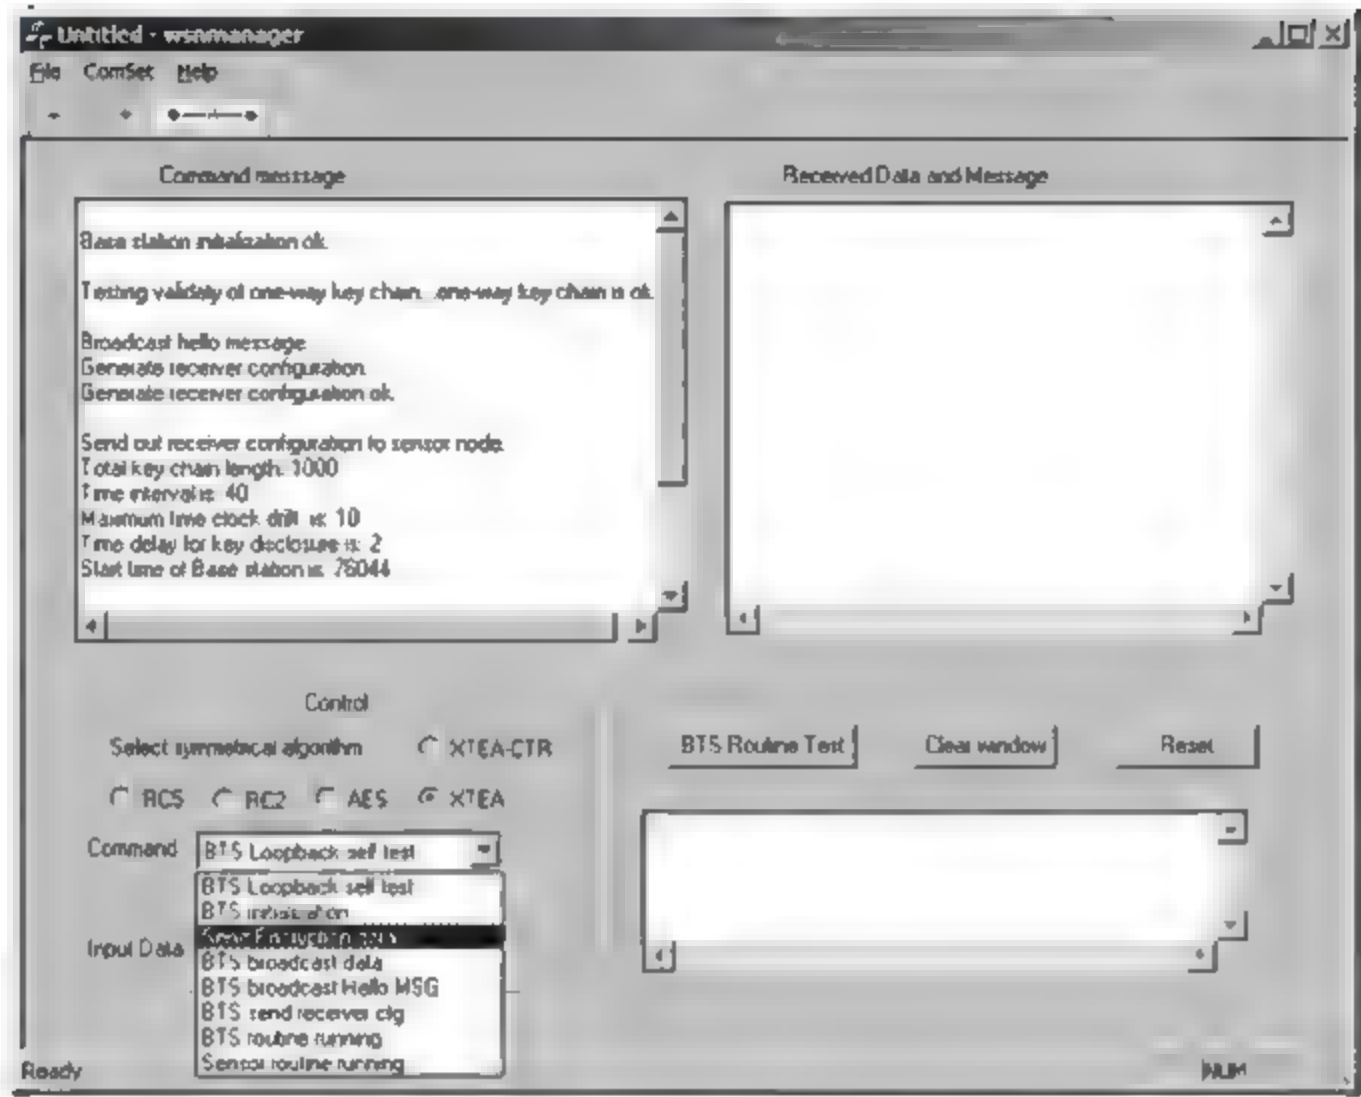 Untitled - wsnmanager
File ComSet Help
Command messsage
Base station initialization ok.
Testing validaty of one-way key chain... one-way key chain is ok.
Broadcast hello message
Generate receiver configuration.
Generate receiver configuration ok.
Send out receiver configuration to sensor node.
Total key chain length: 1000
Time interval is: 40
Maximum time clock drift is: 10
Time delay for key disclosure is: 2
Start time of Base station is: 76044
Received Data and Message
Control
Select symmetrical algorithm XTEA-CTR
RC5 RC2 AES XTEA
Command BTS Loopback self test
BTS Loopback self test
BTS initialization
Encryption
BTS broadcast data
BTS broadcast Hello MSG
BTS send receiver cfg
BTS routine running
Sensor routine running
Input Data
BTS Routine Test Clear window Reset
Ready NUM